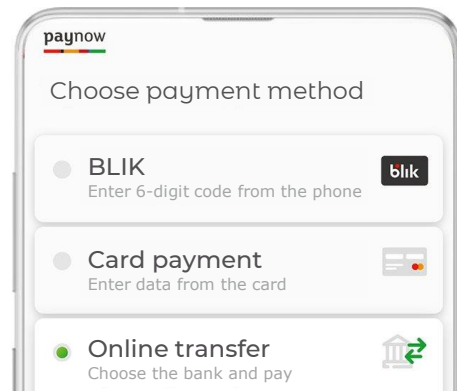 paynow
Choose payment method
BLIK
Enter 6-digit code from the phone
blik
Card payment
Enter data from the card
Online transfer
Choose the bank and pay